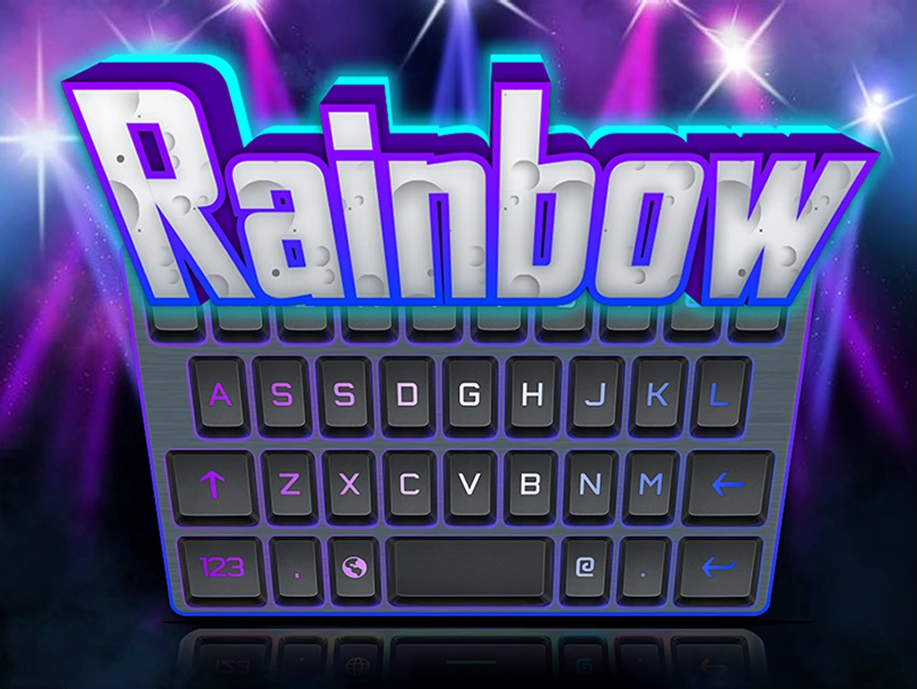 Rainbow
A S S D G H J K L
↑ Z X C V B N M ←
123 . @ . ←